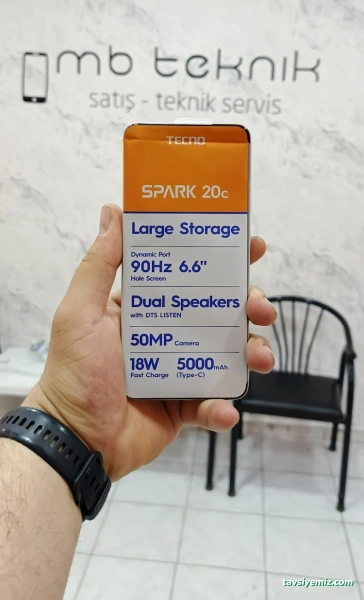 mb teknik
satış - teknik servis
TECNO
SPARK 20c
Large Storage
Dynamic Port
90Hz 6.6"
Hole Screen
Dual Speakers
with DTS LISTEN
50MP Camera
18W 5000mAh
Fast Charge (Type-C)
tavsiyemiz.com